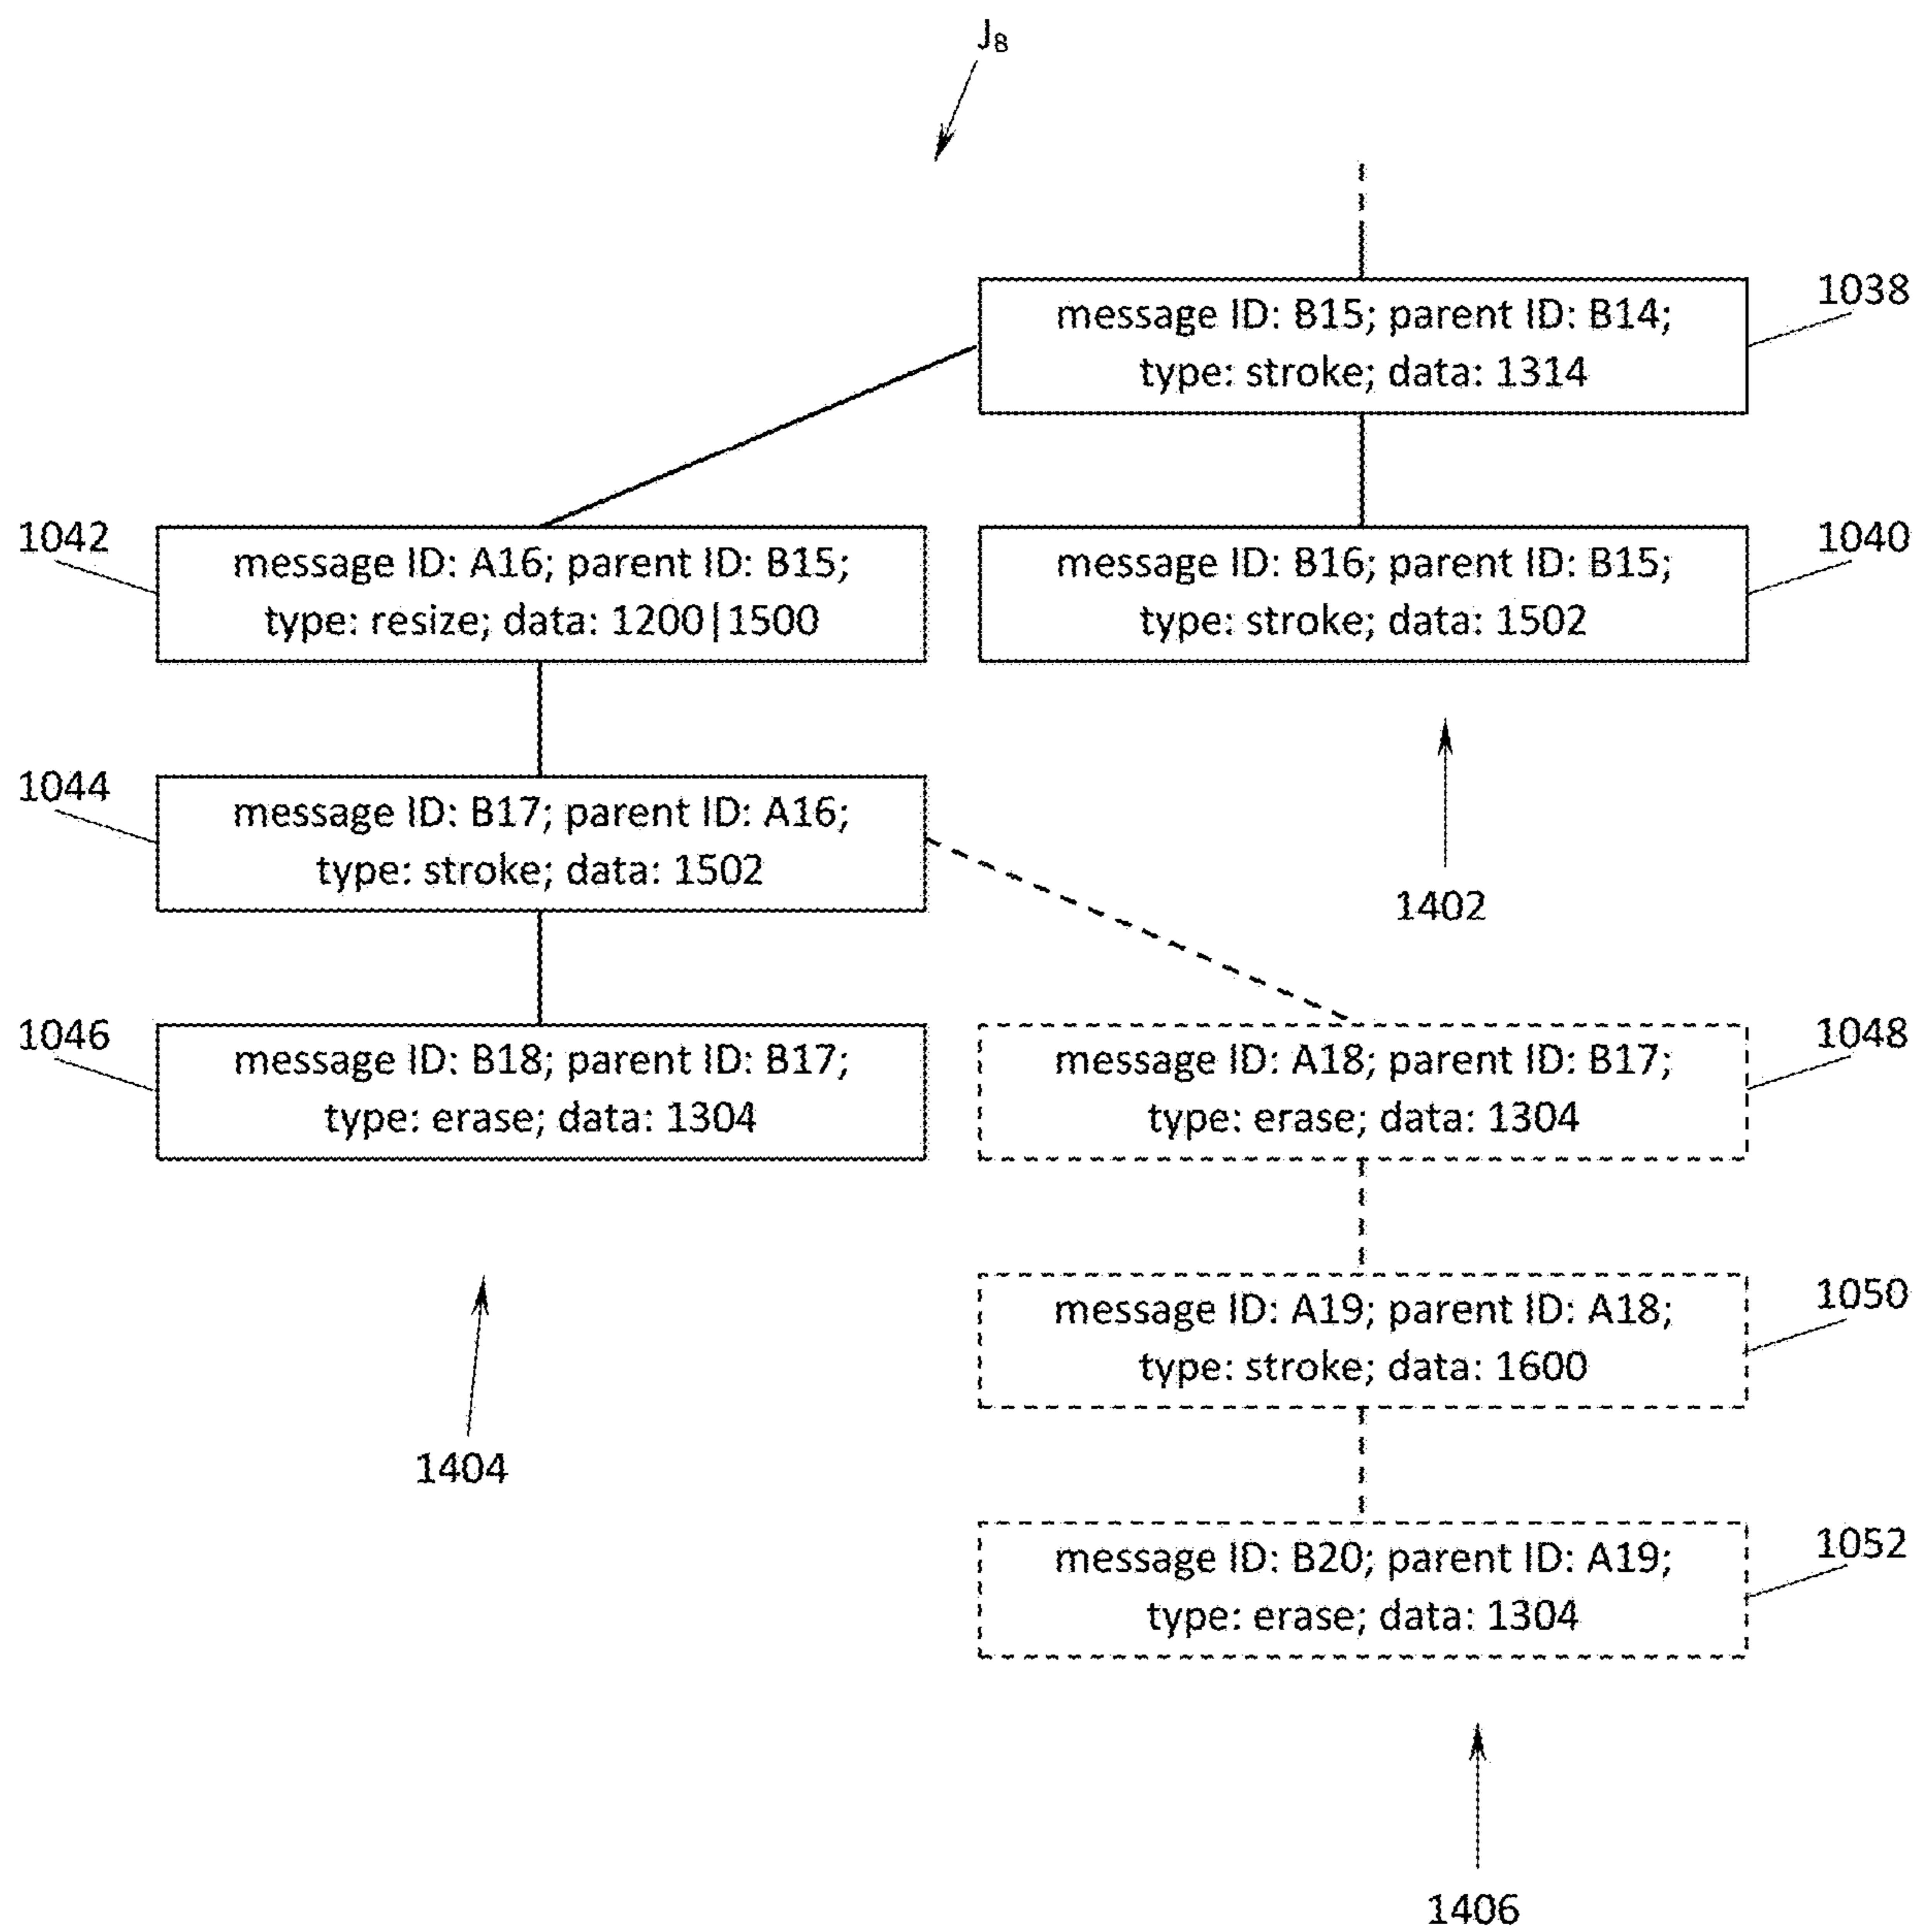 J₈
1038
message ID: B15; parent ID: B14;
type: stroke; data: 1314
1042
message ID: A16; parent ID: B15;
type: resize; data: 1200|1500
1040
message ID: B16; parent ID: B15;
type: stroke; data: 1502
1044
message ID: B17; parent ID: A16;
type: stroke; data: 1502
1402
1046
message ID: B18; parent ID: B17;
type: erase; data: 1304
1048
message ID: A18; parent ID: B17;
type: erase; data: 1304
1404
1050
message ID: A19; parent ID: A18;
type: stroke; data: 1600
1052
message ID: B20; parent ID: A19;
type: erase; data: 1304
1406